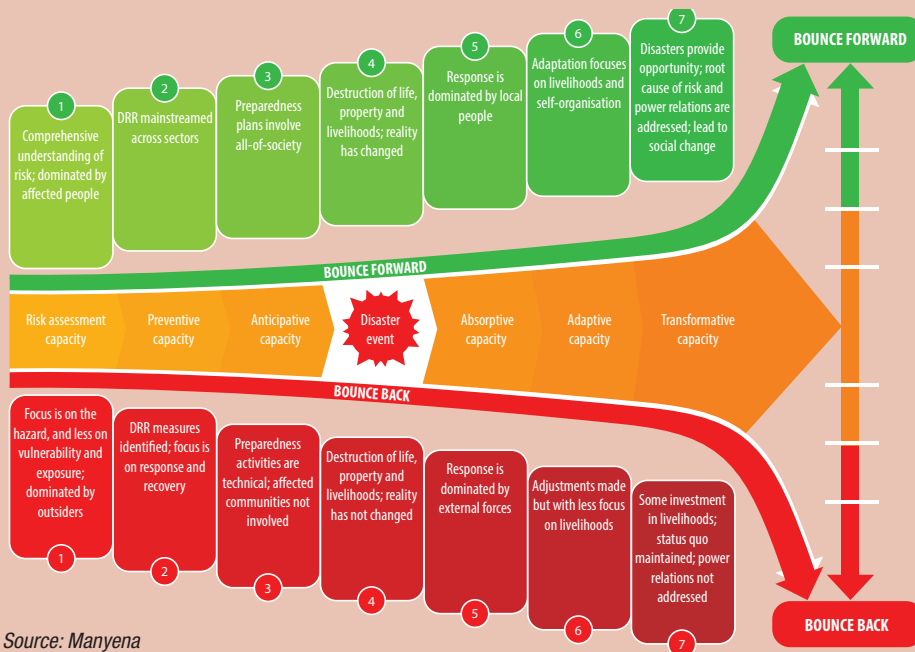 1
Comprehensive
understanding of
risk; dominated by
affected people
2
DRR mainstreamed
across sectors
3
Preparedness
plans involve
all-of-society
4
Destruction of life,
property and
livelihoods; reality
has changed
5
Response is
dominated by local
people
6
Adaptation focuses
on livelihoods and
self-organisation
7
Disasters provide
opportunity; root
cause of risk and
power relations are
addressed; lead to
social change
BOUNCE FORWARD
BOUNCE FORWARD
Risk assessment
capacity
Preventive
capacity
Anticipative
capacity
Disaster
event
Absorptive
capacity
Adaptive
capacity
Transformative
capacity
BOUNCE BACK
Focus is on the
hazard, and less on
vulnerability and
exposure;
dominated by
outsiders
1
DRR measures
identified; focus is
on response and
recovery
2
Preparedness
activities are
technical; affected
communities not
involved
3
Destruction of life,
property and
livelihoods; reality
has not changed
4
Response is
dominated by
external forces
5
Adjustments made
but with less focus
on livelihoods
6
Some investment
in livelihoods;
status quo
maintained; power
relations not
addressed
7
BOUNCE BACK
Source: Manyena